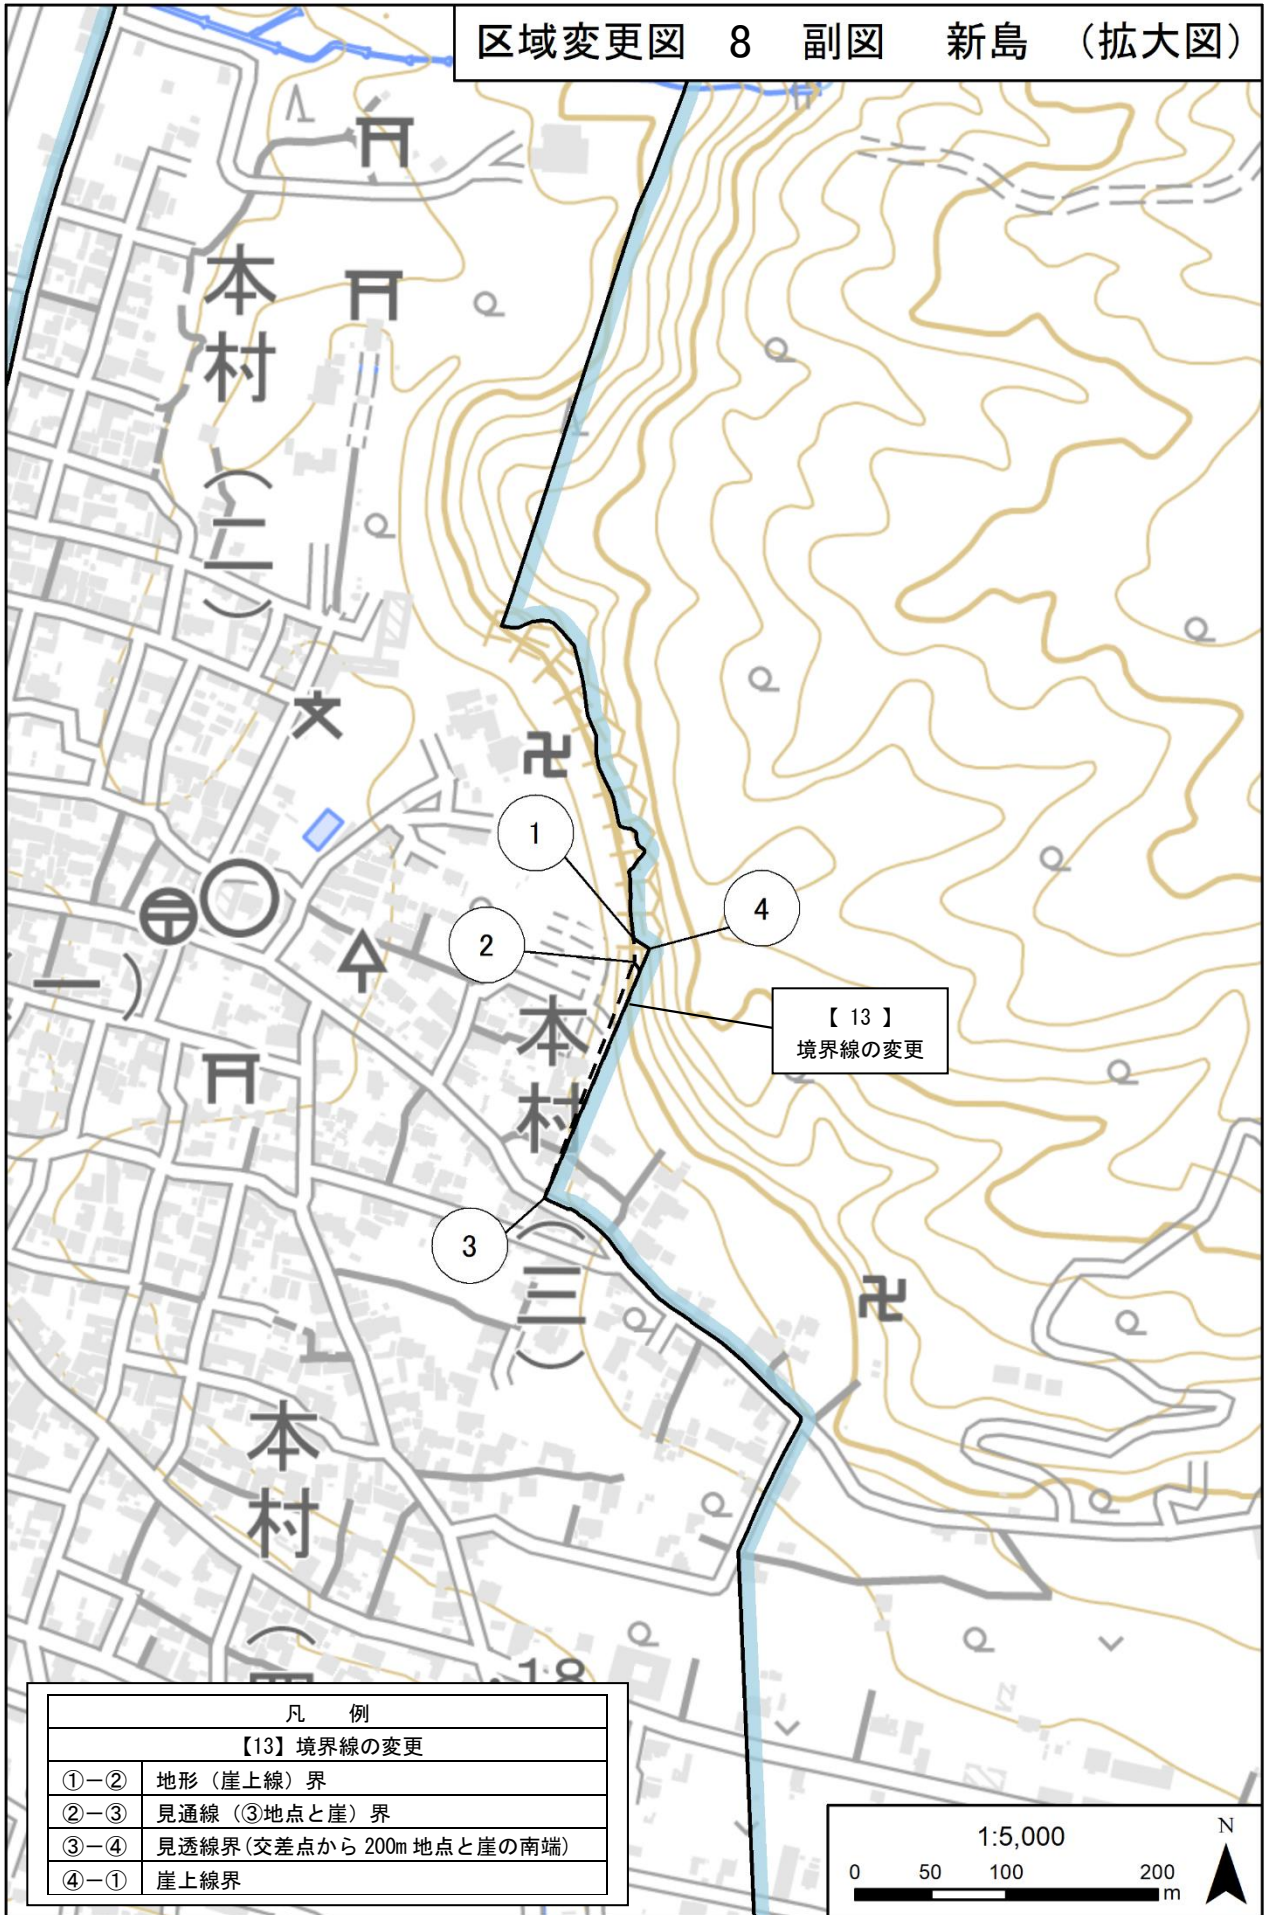 区域変更図　8　副図　新島　（拡大図）
本村（二）
1
4
2
（一）
【 13 】
境界線の変更
本村（三）
3
本村
18
凡　例
【13】境界線の変更
①－② 地形（崖上線）界
②－③ 見通線（③地点と崖）界
③－④ 見透線界(交差点から 200m 地点と崖の南端)
④－① 崖上線界
1:5,000
N
0 50 100 200
m